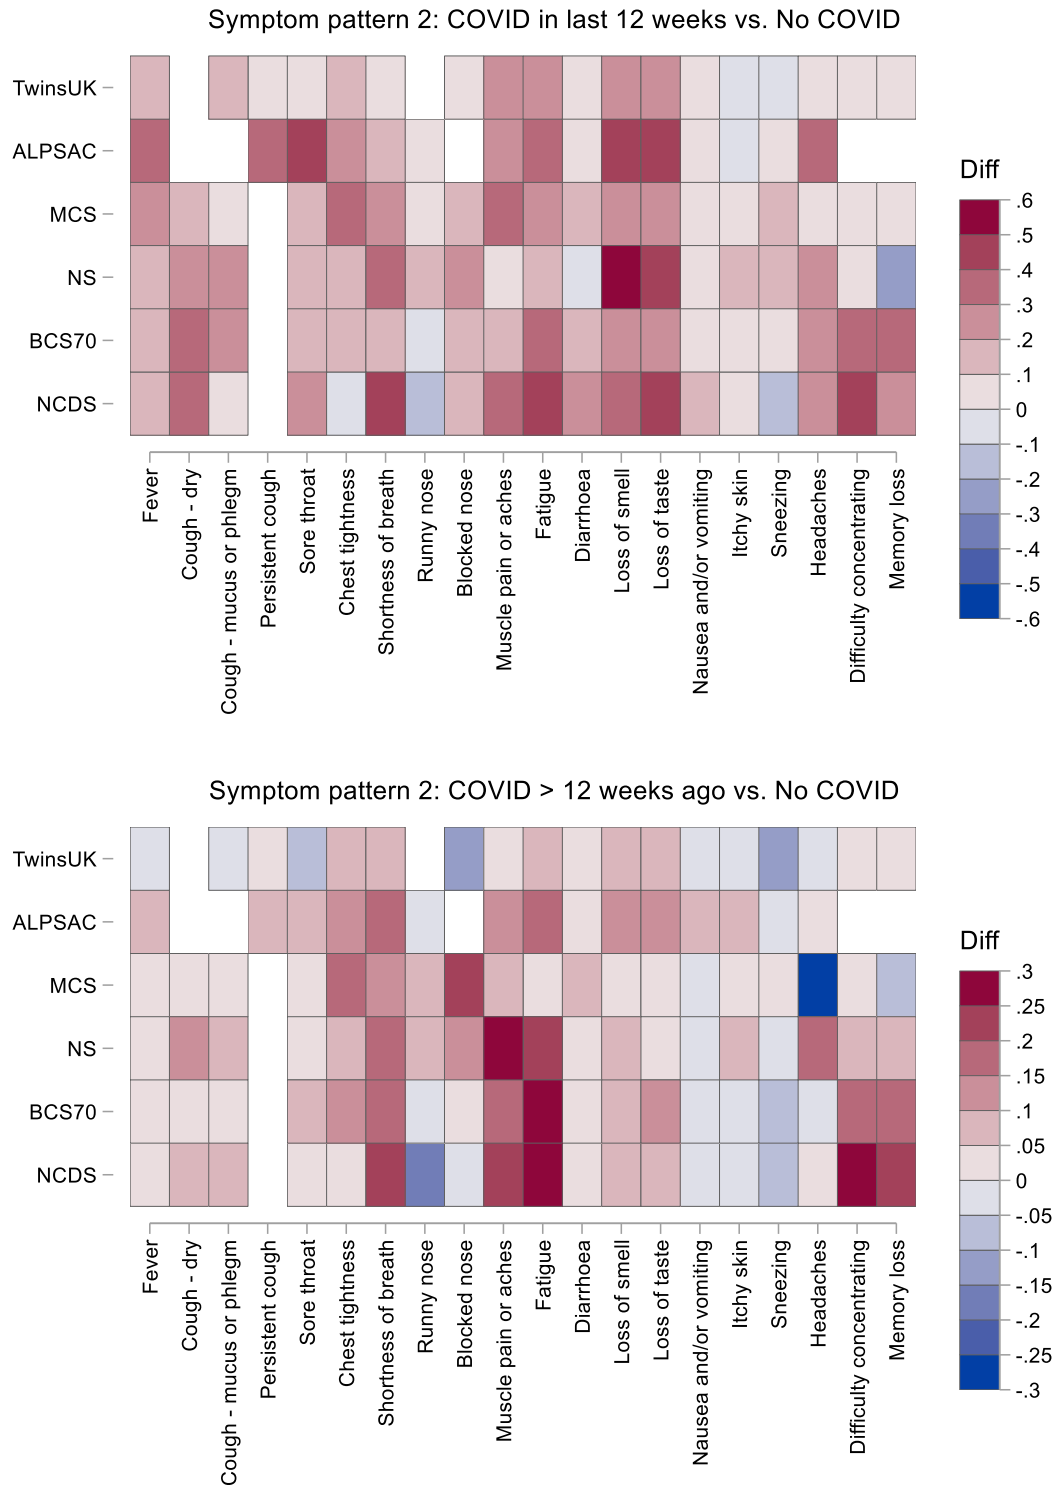 Symptom pattern 2: COVID in last 12 weeks vs. No COVID
TwinsUK
ALPSAC
MCS
NS
BCS70
NCDS
Fever
Cough - dry
Cough - mucus or phlegm
Persistent cough
Sore throat
Chest tightness
Shortness of breath
Runny nose
Blocked nose
Muscle pain or aches
Fatigue
Diarrhoea
Loss of smell
Loss of taste
Nausea and/or vomiting
Itchy skin
Sneezing
Headaches
Difficulty concentrating
Memory loss
Diff
.6
.5
.4
.3
.2
.1
0
-.1
-.2
-.3
-.4
-.5
-.6
Symptom pattern 2: COVID > 12 weeks ago vs. No COVID
TwinsUK
ALPSAC
MCS
NS
BCS70
NCDS
Fever
Cough - dry
Cough - mucus or phlegm
Persistent cough
Sore throat
Chest tightness
Shortness of breath
Runny nose
Blocked nose
Muscle pain or aches
Fatigue
Diarrhoea
Loss of smell
Loss of taste
Nausea and/or vomiting
Itchy skin
Sneezing
Headaches
Difficulty concentrating
Memory loss
Diff
.3
.25
.2
.15
.1
.05
0
-.05
-.1
-.15
-.2
-.25
-.3